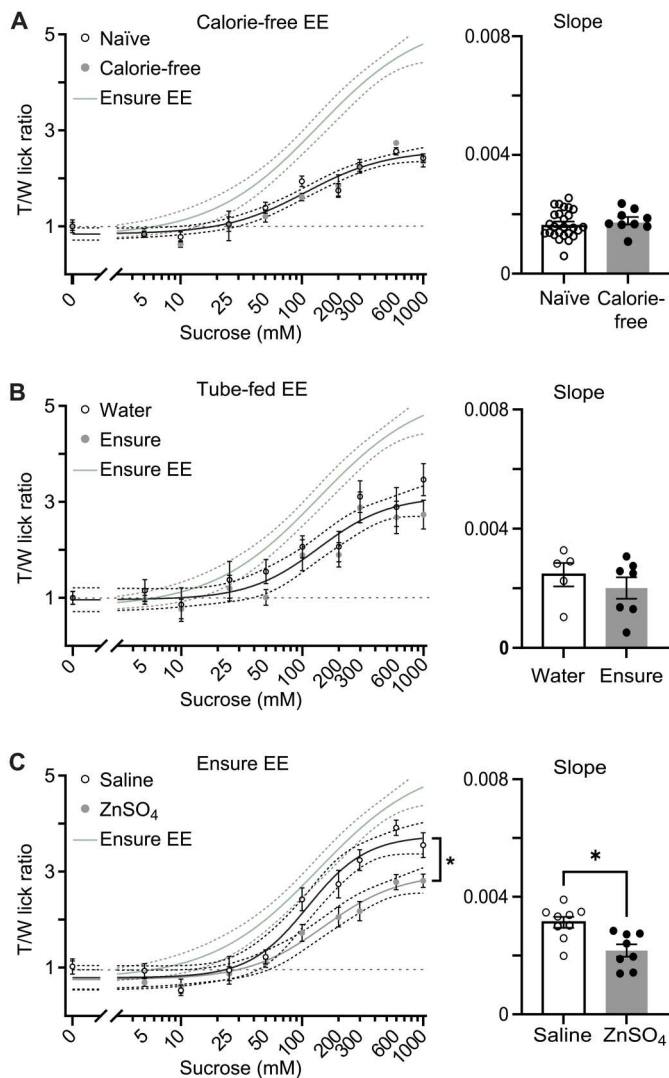 A
Calorie-free EE
Naïve
Calorie-free
Ensure EE
T/W lick ratio
5
3
1
0
5
10
25
50
100
200
300
600
1000
Sucrose (mM)
Slope
0.008
0.004
0
Naïve
Calorie-
free
B
Tube-fed EE
Water
Ensure
Ensure EE
T/W lick ratio
5
3
1
0
5
10
25
50
100
200
300
600
1000
Sucrose (mM)
Slope
0.008
0.004
0
Water
Ensure
C
Ensure EE
Saline
ZnSO₄
Ensure EE
T/W lick ratio
5
3
1
0
5
10
25
50
100
200
300
600
1000
Sucrose (mM)
*
Slope
0.008
0.004
0
*
Saline
ZnSO₄